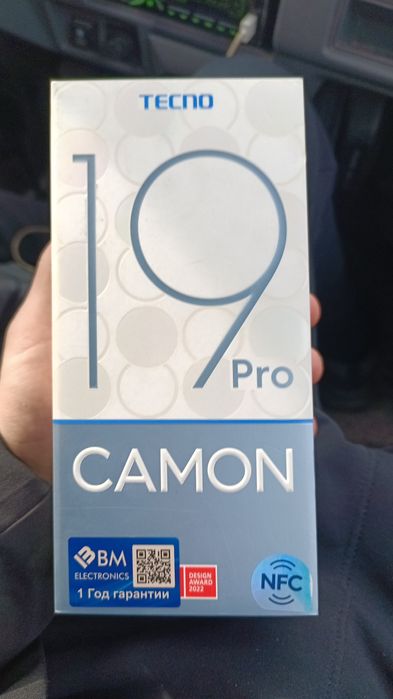 TECNO
19
Pro
CAMON
BM
ELECTRONICS
1 Год гарантии
DESIGN
AWARD
2022
NFC